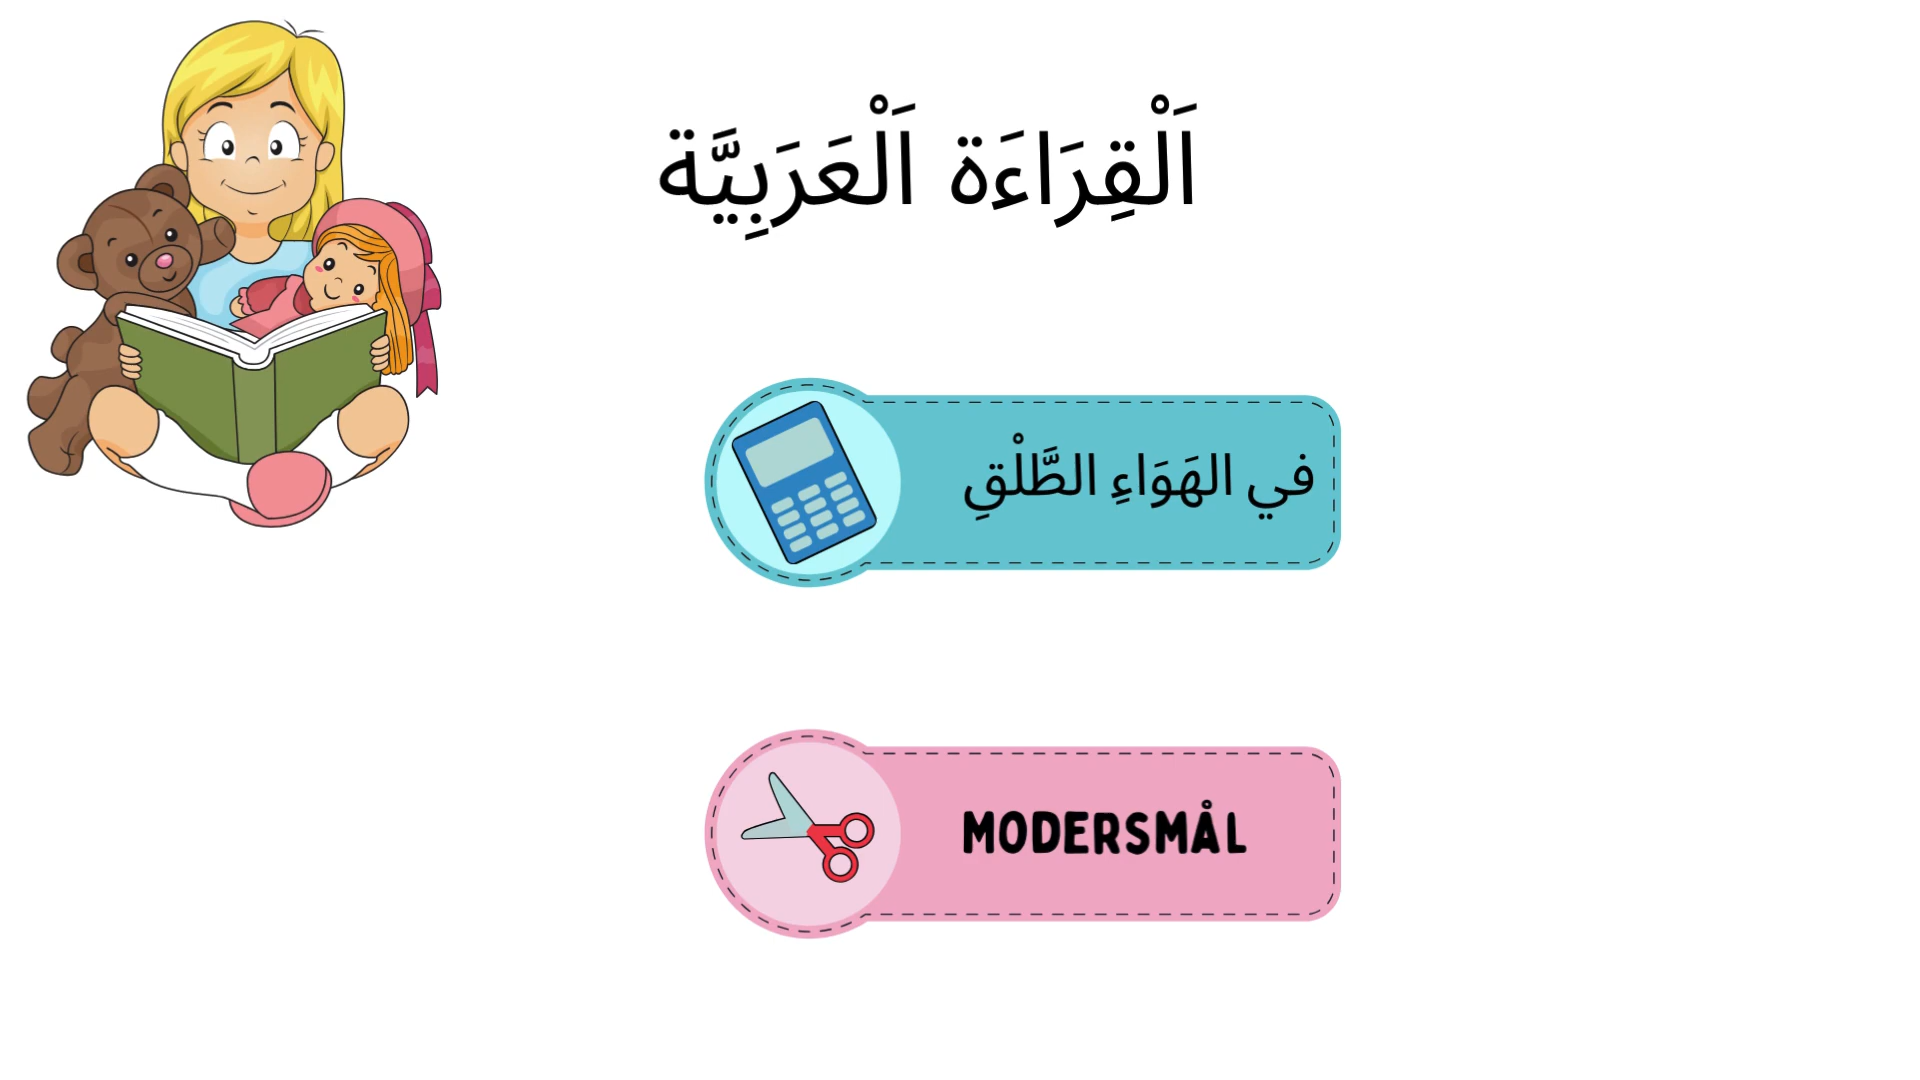 اَلْقِرَاءَة اَلْعَرَبِيَّة
في الهَوَاءِ الطَّلْقِ
MODERSMÅL